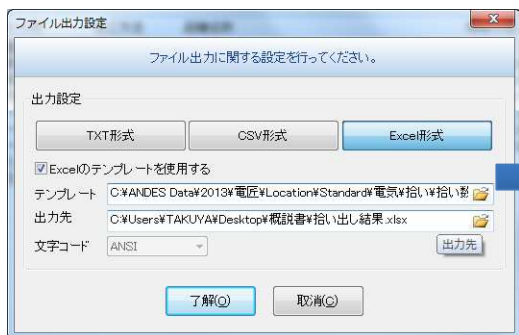 ファイル出力設定
ファイル出力に関する設定を行ってください。
出力設定
TXT形式 CSV形式 Excel形式
Excelのテンプレートを使用する
テンプレート C:¥ANDES Data¥2013¥電匠¥Location¥Standard¥電気¥拾い¥拾い
出力先 C:¥Users¥TAKUYA¥Desktop¥概説書¥拾い出し結果.xlsx
文字コード ANSI 出力先
了解(O) 取消(C)